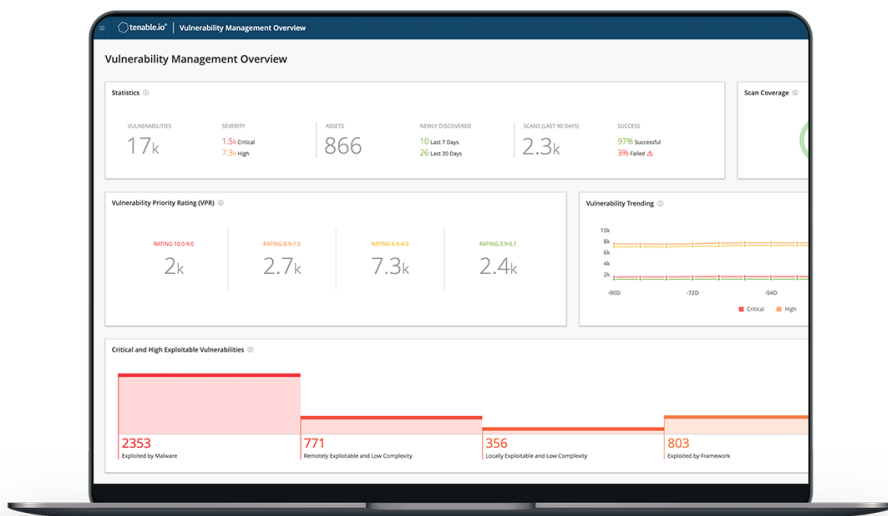 tenable.io® | Vulnerability Management Overview
Vulnerability Management Overview
Statistics
VULNERABILITIES
17k
SEVERITY
1.5k Critical
7.3k High
ASSETS
866
NEWLY DISCOVERED
10 Last 7 Days
26 Last 30 Days
SCANS (LAST 90 DAYS)
2.3k
SUCCESS
97% Successful
3% Failed
Scan Coverage
Vulnerability Priority Rating (VPR)
RATING 10.0-9.0
2k
RATING 8.9-7.0
2.7k
RATING 6.9-4.0
7.3k
RATING 3.9-0.1
2.4k
Vulnerability Trending
10k
8k
6k
4k
2k
-90D
-72D
-54D
Critical
High
Critical and High Exploitable Vulnerabilities
2353
Exploited by Malware
771
Remotely Exploitable and Low Complexity
356
Locally Exploitable and Low Complexity
803
Exploited by Framework